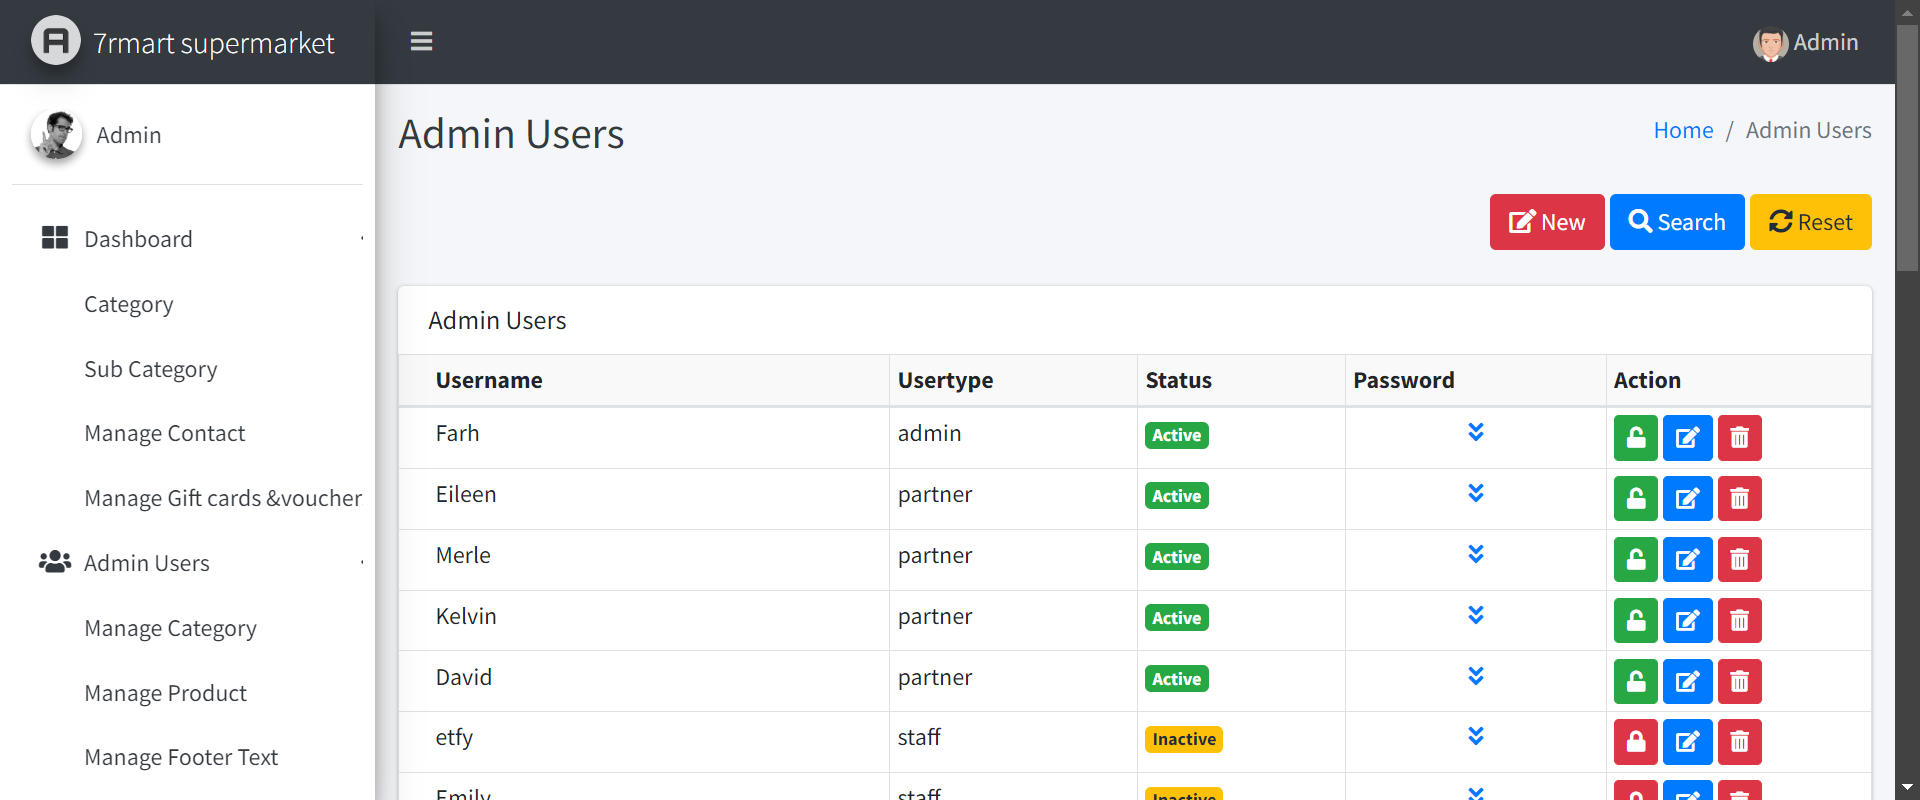 7rmart supermarket
Admin
Admin
Admin Users
Home / Admin Users
New
Search
Reset
Dashboard
Category
Sub Category
Manage Contact
Manage Gift cards &voucher
Admin Users
Manage Category
Manage Product
Manage Footer Text
Admin Users
Username Usertype Status Password Action
Farh admin Active
Eileen partner Active
Merle partner Active
Kelvin partner Active
David partner Active
etfy staff Inactive
Emily staff Inactive